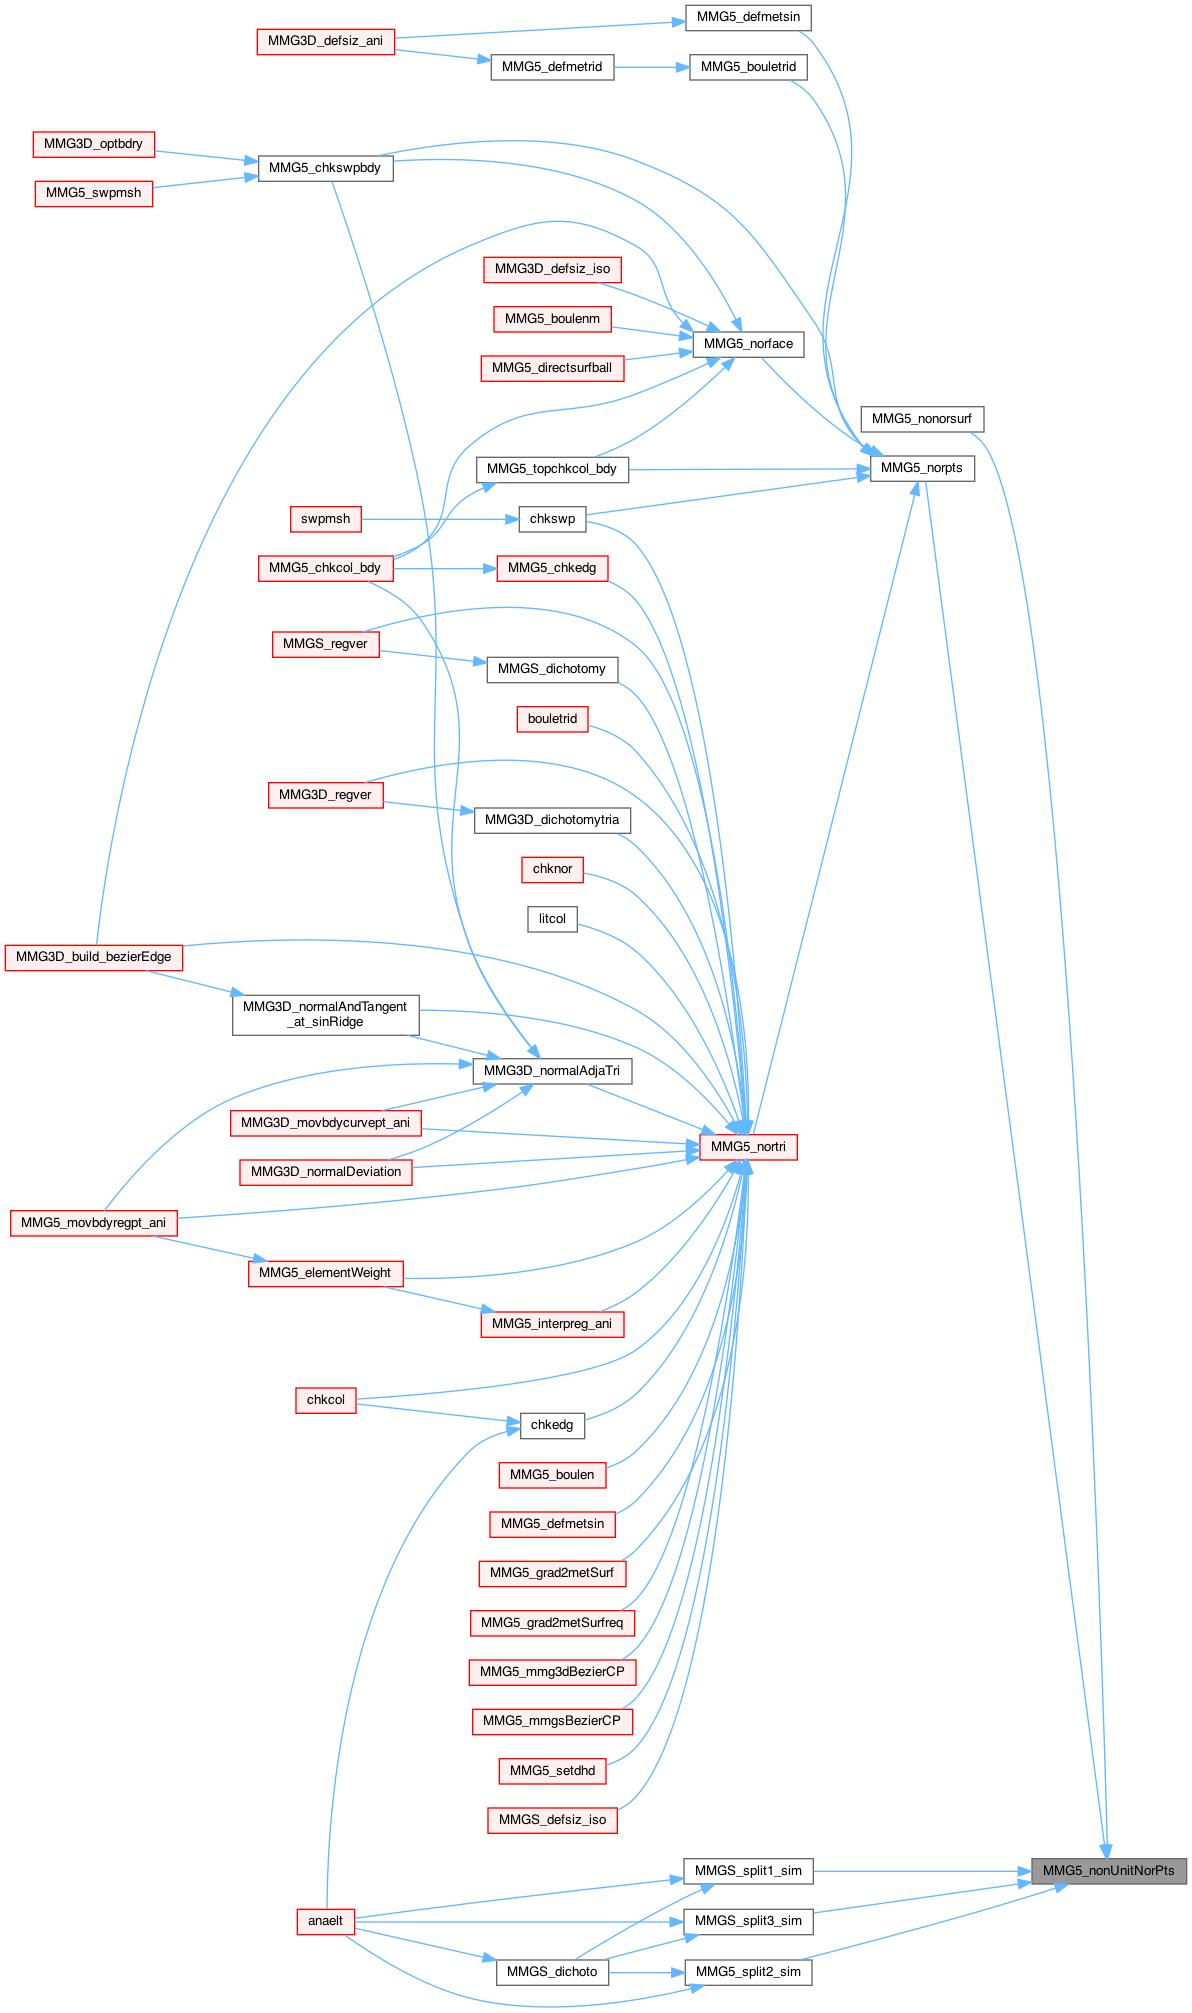 MMG5_defmetsin
MMG3D_defsiz_ani
MMG5_defmetrid
MMG5_bouletrid
MMG3D_optbdry
MMG5_chkswpbdy
MMG5_swpmsh
MMG3D_defsiz_iso
MMG5_boulenm
MMG5_norface
MMG5_directsurfball
MMG5_nonorsurf
MMG5_topchkcol_bdy
MMG5_norpts
swpmsh
chkswp
MMG5_chkcol_bdy
MMG5_chkedg
MMGS_regver
MMGS_dichotomy
bouletrid
MMG3D_regver
MMG3D_dichotomytria
chknor
litcol
MMG3D_build_bezierEdge
MMG3D_normalAndTangent
_at_sinRidge
MMG3D_normalAdjaTri
MMG3D_movbdycurvept_ani
MMG5_nortri
MMG3D_normalDeviation
MMG5_movbdyregpt_ani
MMG5_elementWeight
MMG5_interpreg_ani
chkcol
chkedg
MMG5_boulen
MMG5_defmetsin
MMG5_grad2metSurf
MMG5_grad2metSurfreq
MMG5_mmg3dBezierCP
MMG5_mmgsBezierCP
MMG5_setdhd
MMGS_defsiz_iso
MMGS_split1_sim
MMG5_nonUnitNorPts
anaelt
MMGS_split3_sim
MMGS_dichoto
MMG5_split2_sim